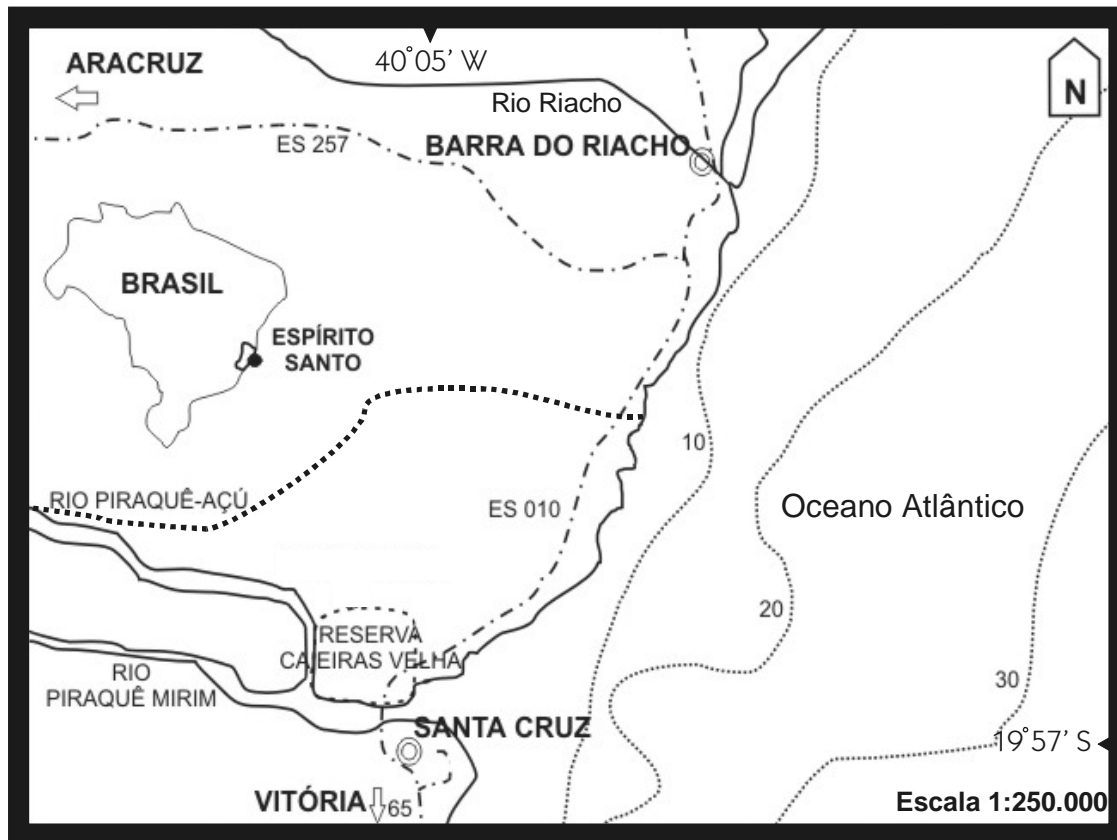 40°05' W
ARACRUZ
N
Rio Riacho
BARRA DO RIACHO
ES 257
BRASIL
ESPÍRITO
SANTO
10
RIO PIRAQUÊ-AÇÚ
ES 010
Oceano Atlântico
20
RESERVA
CAIEIRAS VELHA
RIO
PIRAQUÊ MIRIM
30
SANTA CRUZ
19°57' S
VITÓRIA
65
Escala 1:250.000